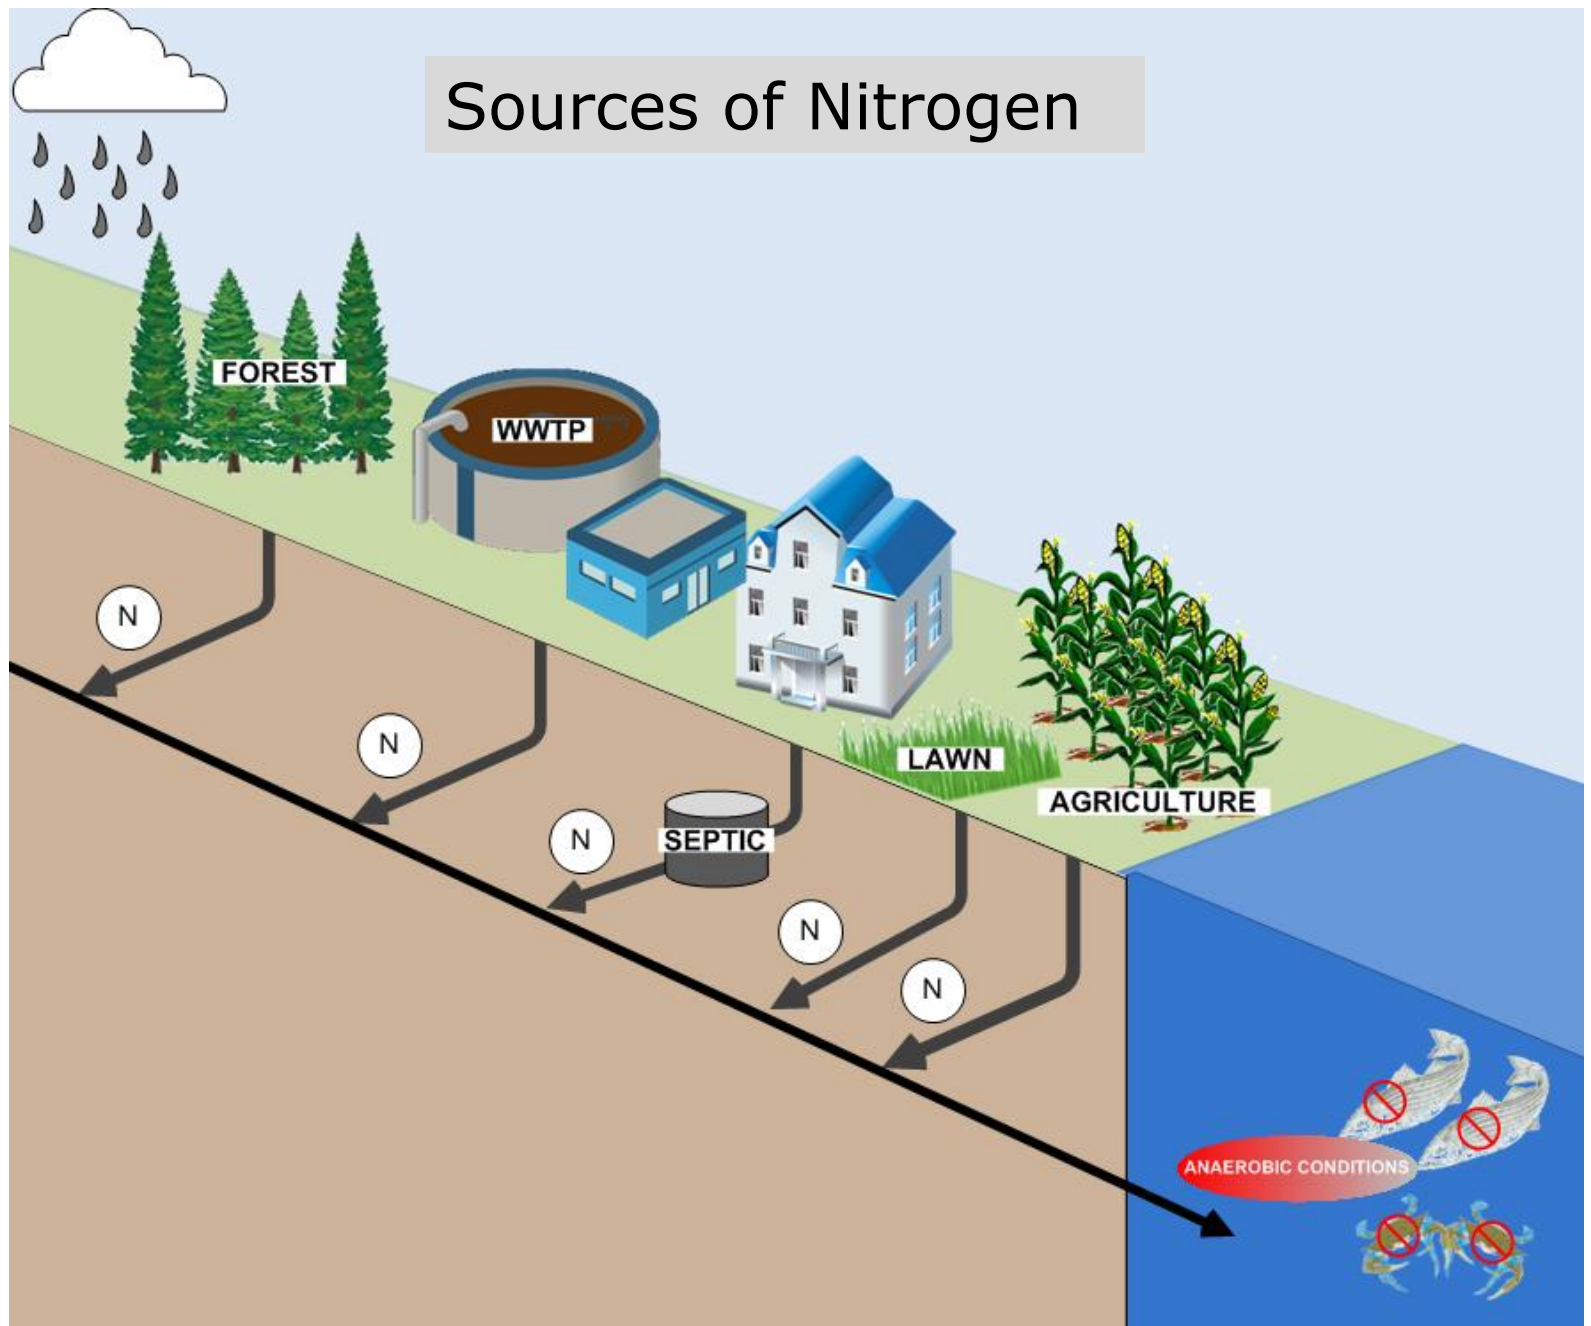 Sources of Nitrogen
FOREST
WWTP
N
N
LAWN
AGRICULTURE
N
SEPTIC
N
N
ANAEROBIC CONDITIONS